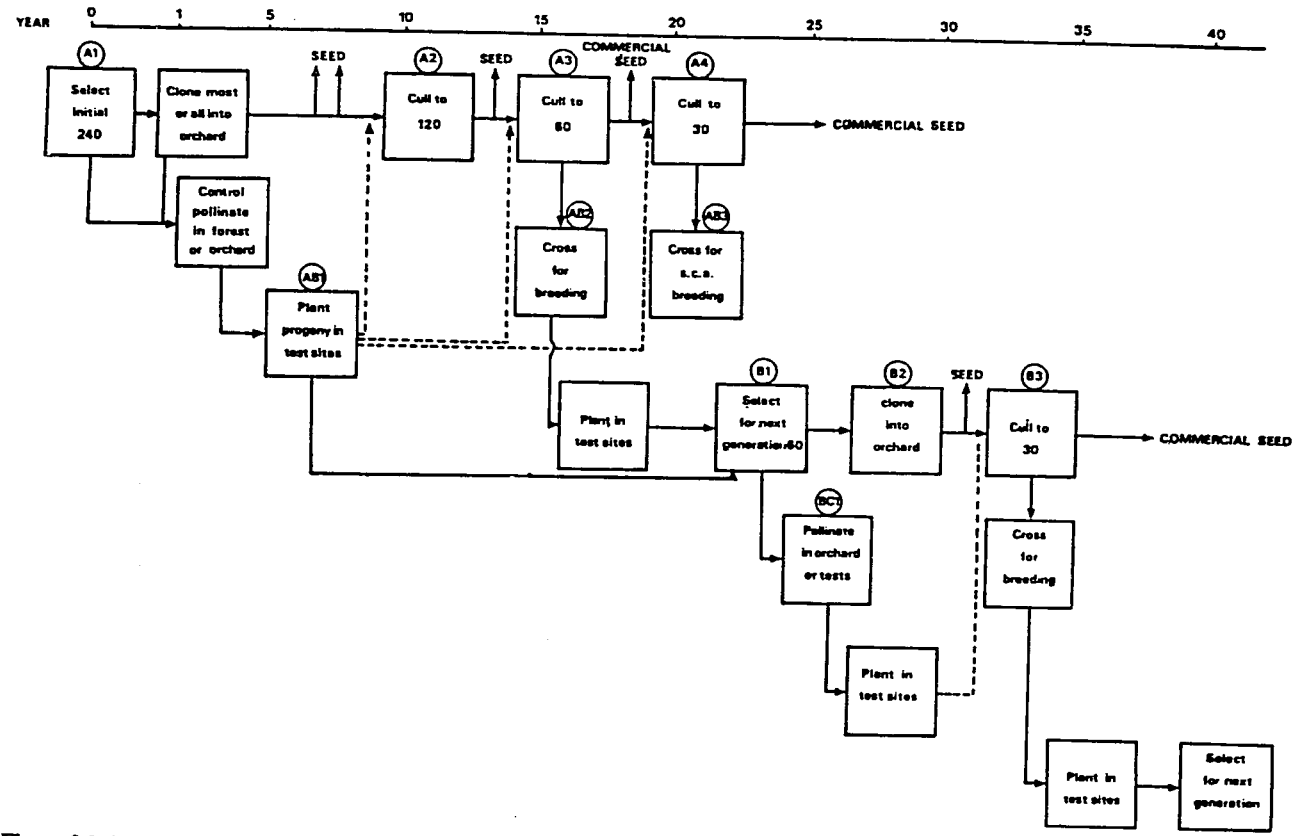 YEAR 0 1 5 10 15 20 25 30 35 40
A1
Select
Initial
240
Clone most
or all into
orchard
SEED
A2
Cull to
120
SEED
A3
Cull to
60
COMMERCIAL
SEED
A4
Cull to
30
COMMERCIAL SEED
Control
pollinate
in forest
or orchard
AB1
Plant
progeny in
test sites
AB2
Cross
for
breeding
AB3
Cross for
s.c.a.
breeding
Plant in
test sites
B1
Select
for next
generation60
B2
clone
into
orchard
SEED
B3
Cull to
30
COMMERCIAL SEED
BC1
Pollinate
in orchard
or tests
Cross
for
breeding
Plant in
test sites
Plant in
test sites
Select
for next
generation